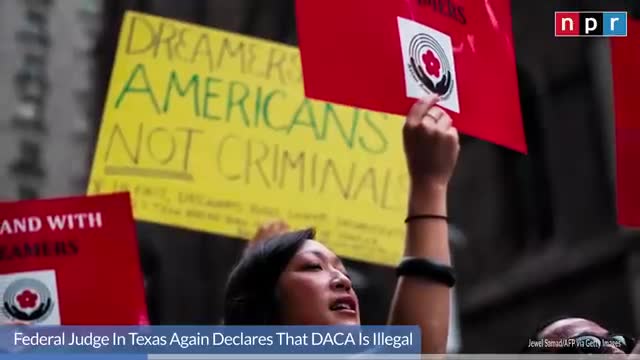 npr
DREAMERS
AMERICANS
NOT CRIMINALS
AND WITH
EAMERS
EAMERS
Federal Judge In Texas Again Declares That DACA Is Illegal
Jewel Samad/AFP via Getty Images